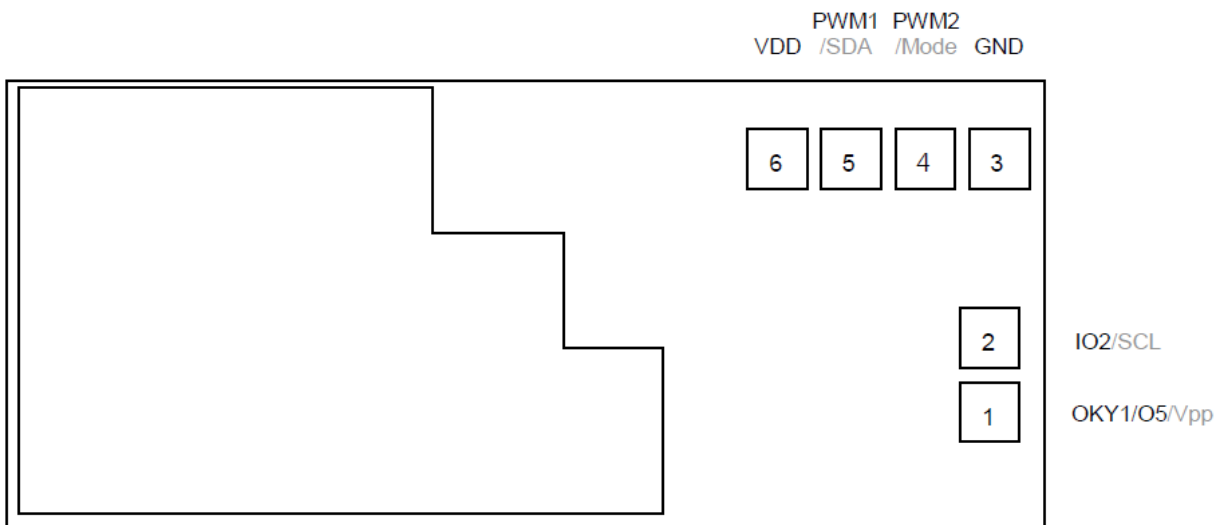 PWM1 PWM2
VDD /SDA /Mode GND
6 5 4 3
2 IO2/SCL
1 OKY1/O5/Vpp